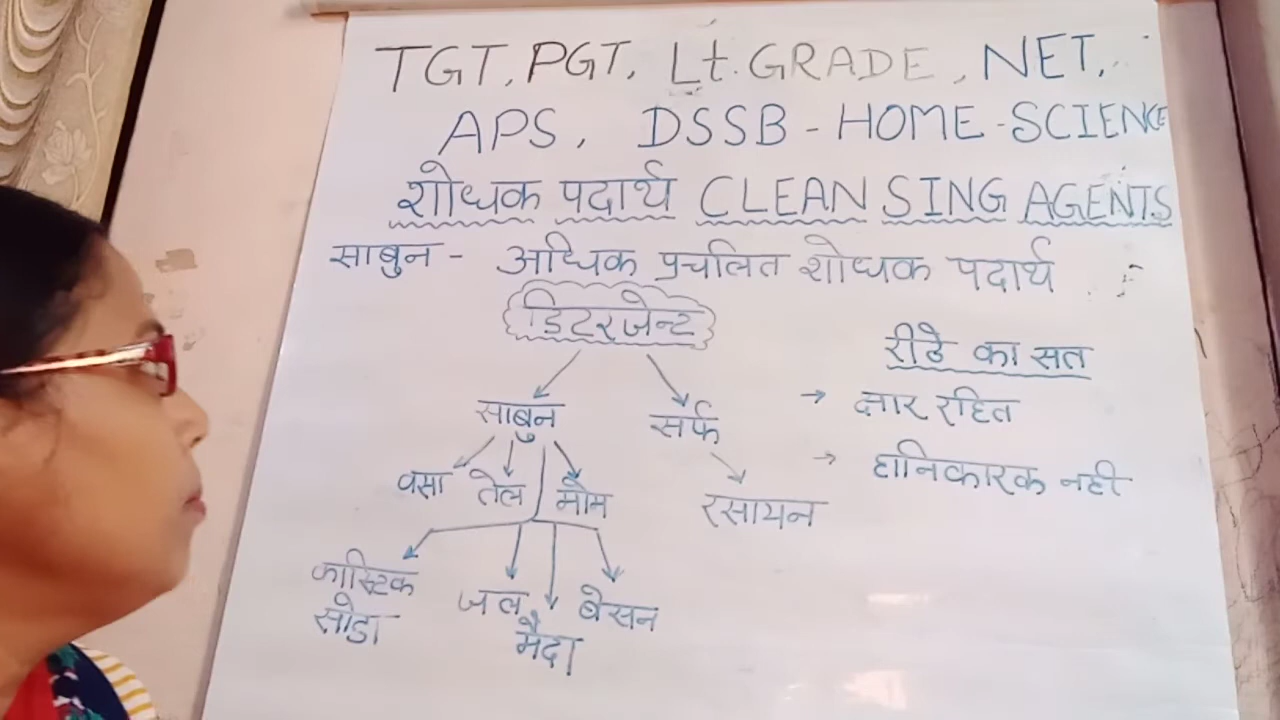 TGT, PGT, Lt. GRADE, NET,
APS, DSSB - HOME - SCIENCE
शोधक पदार्थ CLEANSING AGENTS
साबुन - अधिक प्रचलित शोधक पदार्थ
डिटरजेन्ट
रीठे का सत
साबुन सर्फ → क्षार रहित
वसा तेल मोम रसायन → हानिकारक नही
कास्टिक सोडा
जल मैदा बेसन